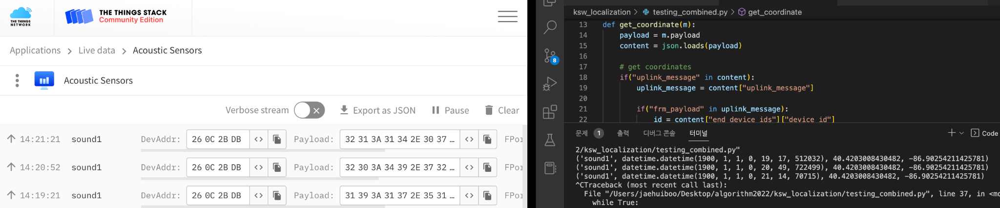 THE THINGS NETWORK
THE THINGS STACK
Community Edition
Applications > Live data > Acoustic Sensors
Acoustic Sensors
Verbose stream Export as JSON Pause Clear
↑ 14:21:21 sound1 DevAddr: 26 0C 2B DB <> Payload: 32 31 3A 31 34 2E 30 37 … <> FPor
↑ 14:20:52 sound1 DevAddr: 26 0C 2B DB <> Payload: 32 30 3A 34 39 2E 37 32 … <>
↑ 14:19:21 sound1 DevAddr: 26 0C 2B DB <> Payload: 31 39 3A 31 37 2E 35 31 … <> FPor
ksw_localization > testing_combined.py > get_coordinate
8
13 def get_coordinate(m):
14 payload = m.payload
15 content = json.loads(payload)
16
17 # get coordinates
18 if("uplink_message" in content):
19 uplink_message = content["uplink_message"]
20
21 if("frm_payload" in uplink_message):
22 id = content["end_device_ids"]["device_id"]
문제 1 출력 디버그 콘솔 터미널 Code
2/ksw_localization/testing_combined.py"
('sound1', datetime.datetime(1900, 1, 1, 0, 19, 17, 512032), 40.4203008430482, -86.90254211425781)
('sound1', datetime.datetime(1900, 1, 1, 0, 20, 49, 722499), 40.4203008430482, -86.90254211425781)
('sound1', datetime.datetime(1900, 1, 1, 0, 21, 14, 70715), 40.4203008430482, -86.90254211425781)
^CTraceback (most recent call last):
File "/Users/jaehuiboo/Desktop/algorithm2022/ksw_localization/testing_combined.py", line 37, in <mo
while True: